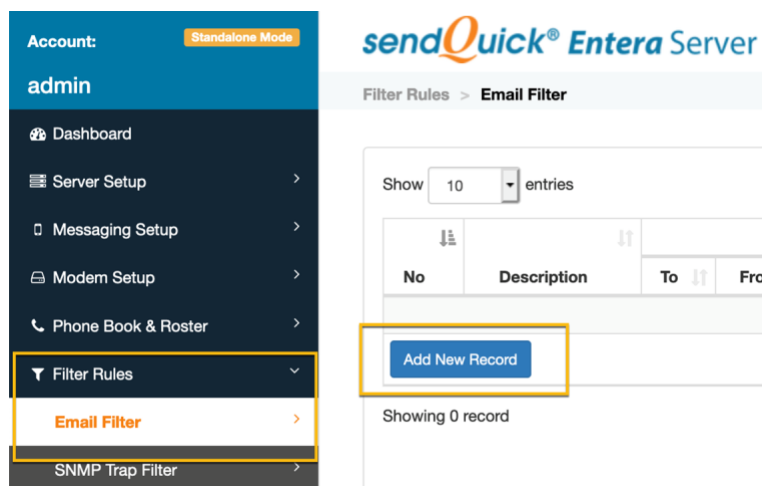 Account:
Standalone Mode
admin
Dashboard
Server Setup
Messaging Setup
Modem Setup
Phone Book & Roster
Filter Rules
Email Filter
SNMP Trap Filter
sendQuick® Entera Server
Filter Rules > Email Filter
Show 10 entries
No Description To
Add New Record
Showing 0 record